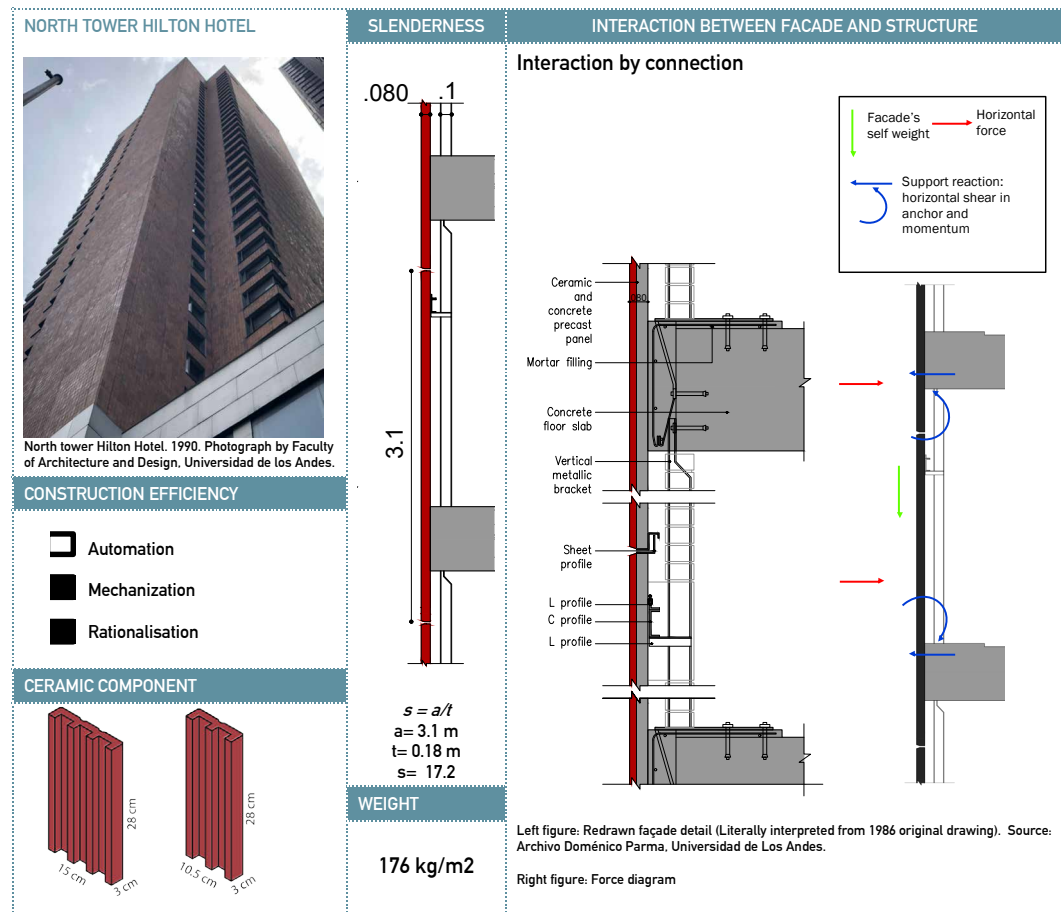 NORTH TOWER HILTON HOTEL
North tower Hilton Hotel. 1990. Photograph by Faculty
of Architecture and Design, Universidad de los Andes.
CONSTRUCTION EFFICIENCY
Automation
Mechanization
Rationalisation
CERAMIC COMPONENT
28 cm
15 cm
3 cm
28 cm
10.5 cm
3 cm
SLENDERNESS
.080 .1
3.1
s = a/t
a= 3.1 m
t= 0.18 m
s= 17.2
WEIGHT
176 kg/m2
INTERACTION BETWEEN FACADE AND STRUCTURE
Interaction by connection
Facade's
self weight
Horizontal
force
Support reaction:
horizontal shear in
anchor and
momentum
Ceramic
and
concrete
precast
panel
.080
Mortar filling
Concrete
floor slab
Vertical
metallic
bracket
Sheet
profile
L profile
C profile
L profile
Left figure: Redrawn façade detail (Literally interpreted from 1986 original drawing). Source:
Archivo Doménico Parma, Universidad de Los Andes.
Right figure: Force diagram